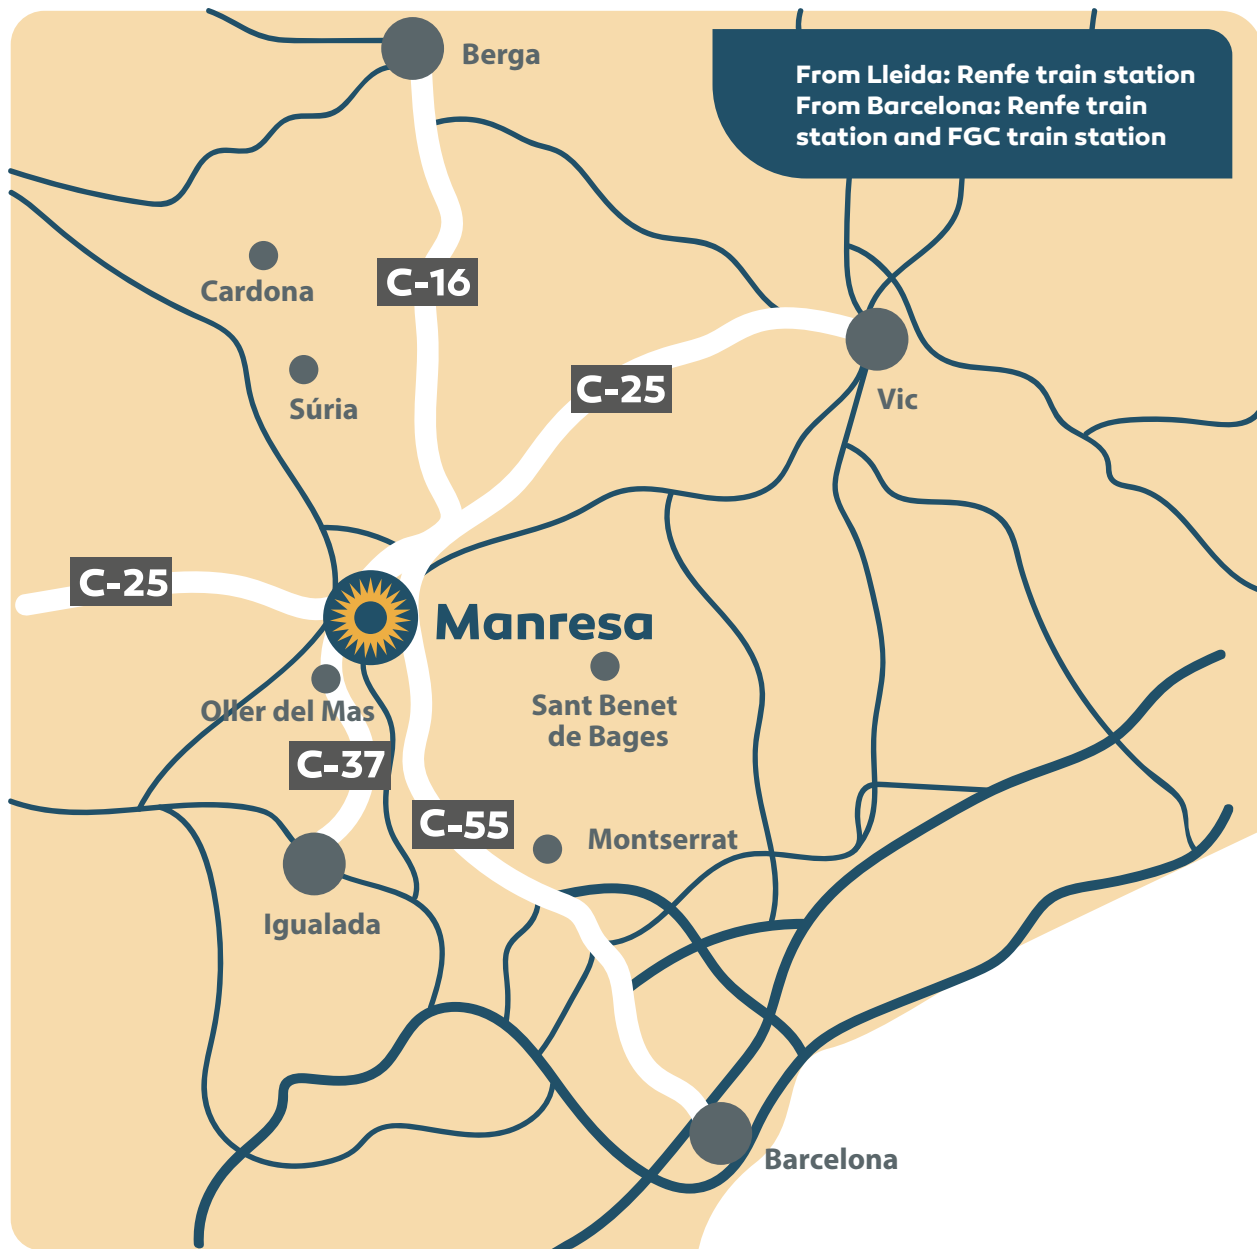 Berga
From Lleida: Renfe train station
From Barcelona: Renfe train
station and FGC train station
Cardona
C-16
Súria
C-25
Vic
C-25
Manresa
Oller del Mas
Sant Benet
de Bages
C-37
C-55
Montserrat
Igualada
Barcelona